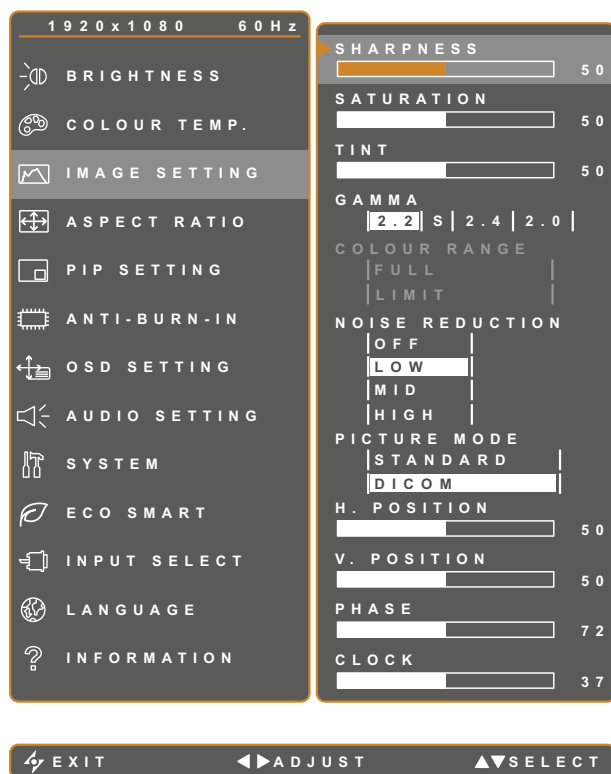 1920x1080 60Hz
BRIGHTNESS
COLOUR TEMP.
IMAGE SETTING
ASPECT RATIO
PIP SETTING
ANTI-BURN-IN
OSD SETTING
AUDIO SETTING
SYSTEM
ECO SMART
INPUT SELECT
LANGUAGE
INFORMATION
SHARPNESS
50
SATURATION
50
TINT
50
GAMMA
2.2 S 2.4 2.0
COLOUR RANGE
FULL
LIMIT
NOISE REDUCTION
OFF
LOW
MID
HIGH
PICTURE MODE
STANDARD
DICOM
H. POSITION
50
V. POSITION
50
PHASE
72
CLOCK
37
EXIT ADJUST SELECT